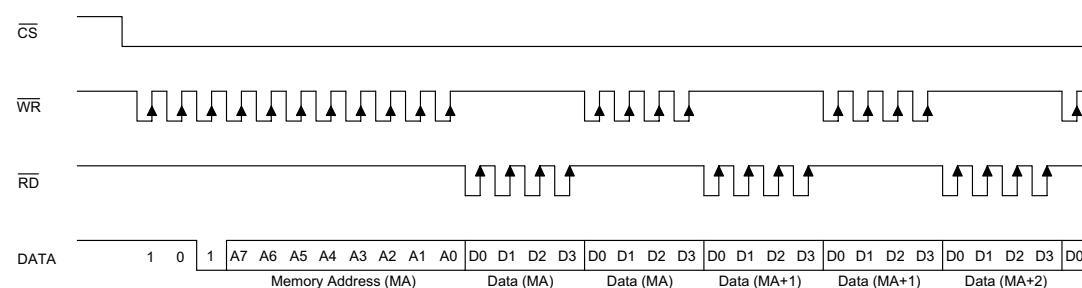 CS
WR
RD
DATA 1 0 1 A7 A6 A5 A4 A3 A2 A1 A0 D0 D1 D2 D3 D0 D1 D2 D3 D0 D1 D2 D3 D0 D1 D2 D3 D0 D1 D2 D3 D0
Memory Address (MA) Data (MA) Data (MA) Data (MA+1) Data (MA+1) Data (MA+2)